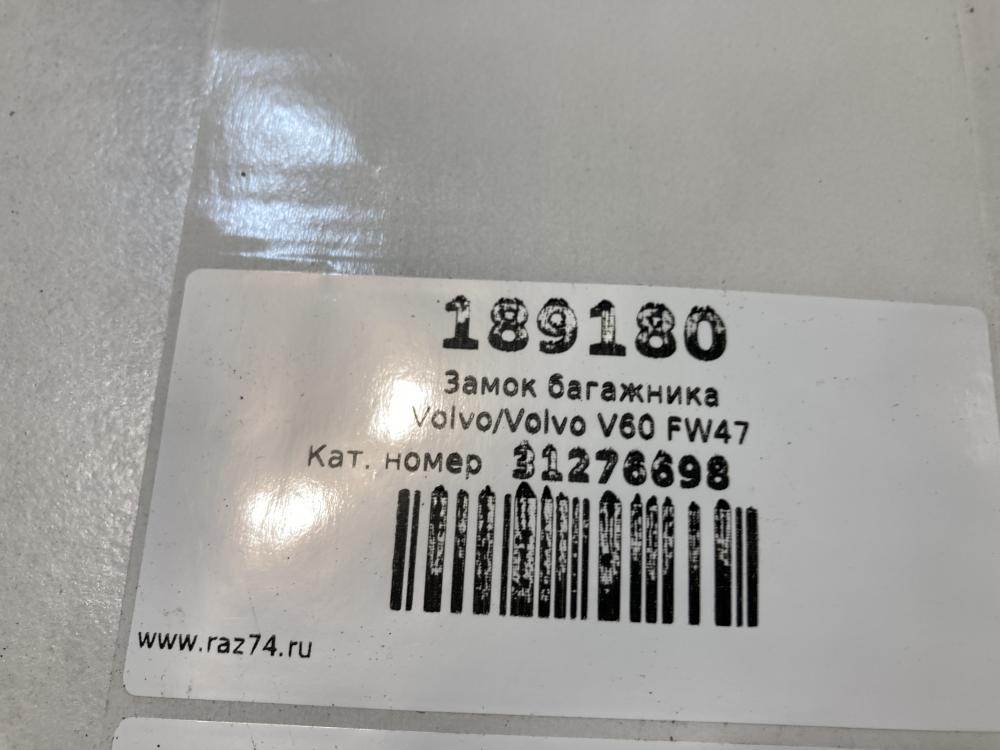 189180
Замок багажника
Volvo/Volvo V60 FW47
Кат. номер 31276698
www.raz74.ru